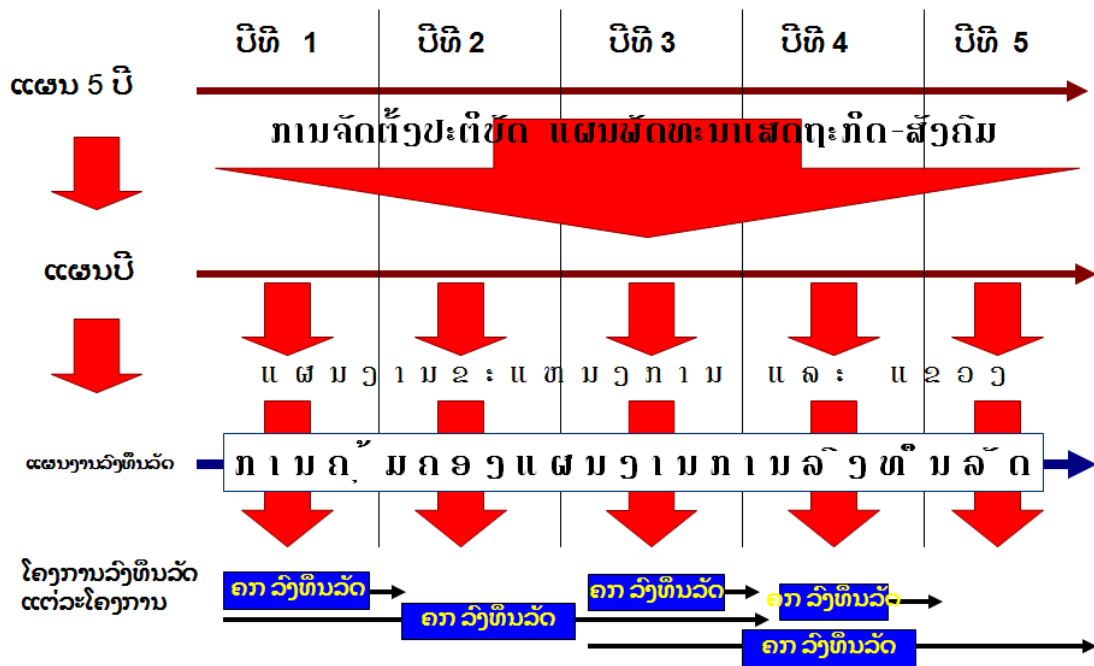 ປີທີ 1 ປີທີ 2 ປີທີ 3 ປີທີ 4 ປີທີ 5
ແຜນ 5 ປີ
ການຈັດຕັ້ງປະຕິບັດ ແຜນພັດທະນາເສດຖະກິດ-ສັງຄົມ
ແຜນປີ
ແຜນງານຂະແໜງການ ແລະ ແຂວງ
ແຜນງານລົງທຶນລັດ
ການຄຸ້ມຄອງແຜນງານການລົງທຶນລັດ
ໂຄງການລົງທຶນລັດ
ແຕ່ລະໂຄງການ
ຄກ ລົງທຶນລັດ
ຄກ ລົງທຶນລັດ
ຄກ ລົງທຶນລັດ
ຄກ ລົງທຶນລັດ
ຄກ ລົງທຶນລັດ